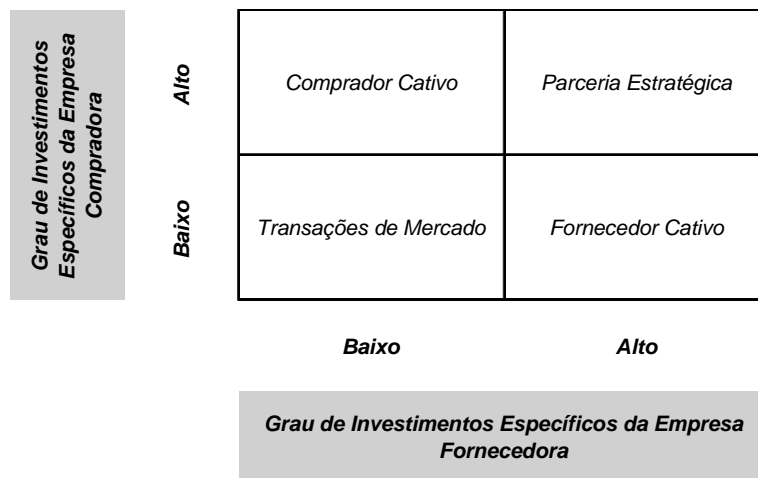 Grau de Investimentos
Específicos da Empresa
Compradora
Alto
Comprador Cativo
Parceria Estratégica
Baixo
Transações de Mercado
Fornecedor Cativo
Baixo
Alto
Grau de Investimentos Específicos da Empresa
Fornecedora